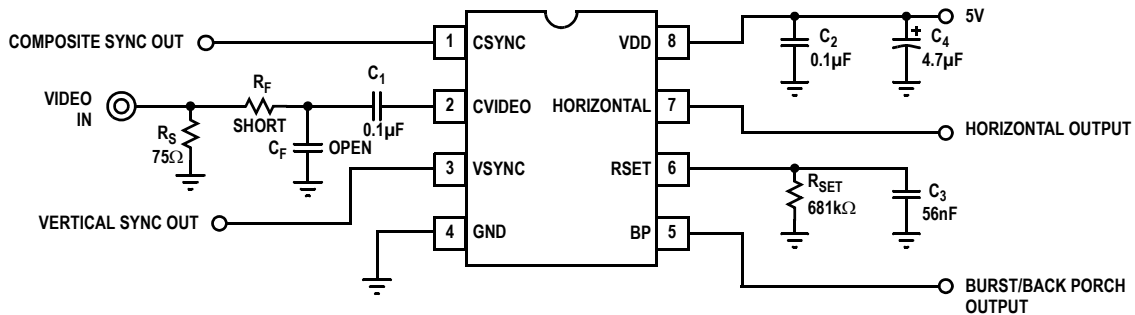 COMPOSITE SYNC OUT
1
CSYNC
VDD
8
C2
0.1µF
C4
4.7µF
+
5V
VIDEO
IN
RS
75Ω
RF
SHORT
CF
OPEN
C1
0.1µF
2
CVIDEO
HORIZONTAL
7
HORIZONTAL OUTPUT
VERTICAL SYNC OUT
3
VSYNC
RSET
6
RSET
681kΩ
C3
56nF
4
GND
BP
5
BURST/BACK PORCH
OUTPUT